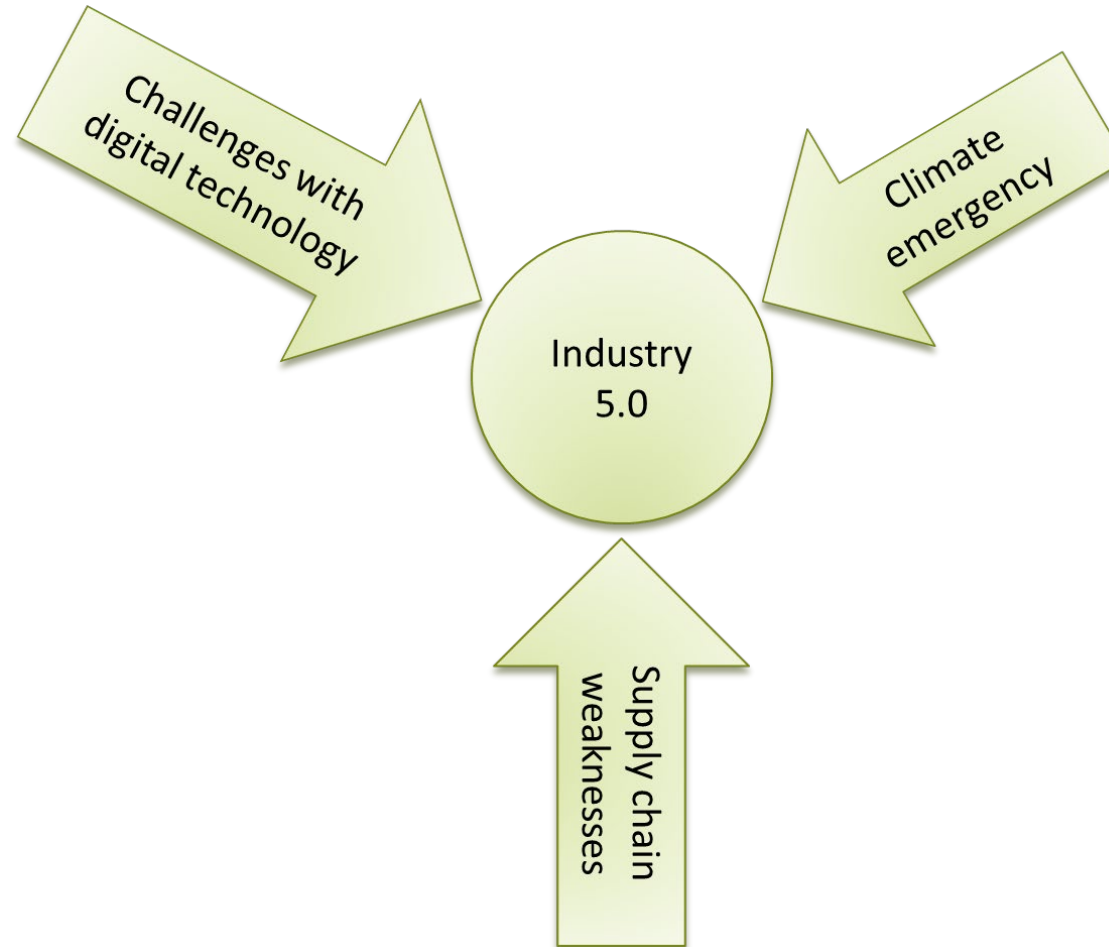 Challenges with
digital technology
Climate
emergency
Industry
5.0
Supply chain
weaknesses